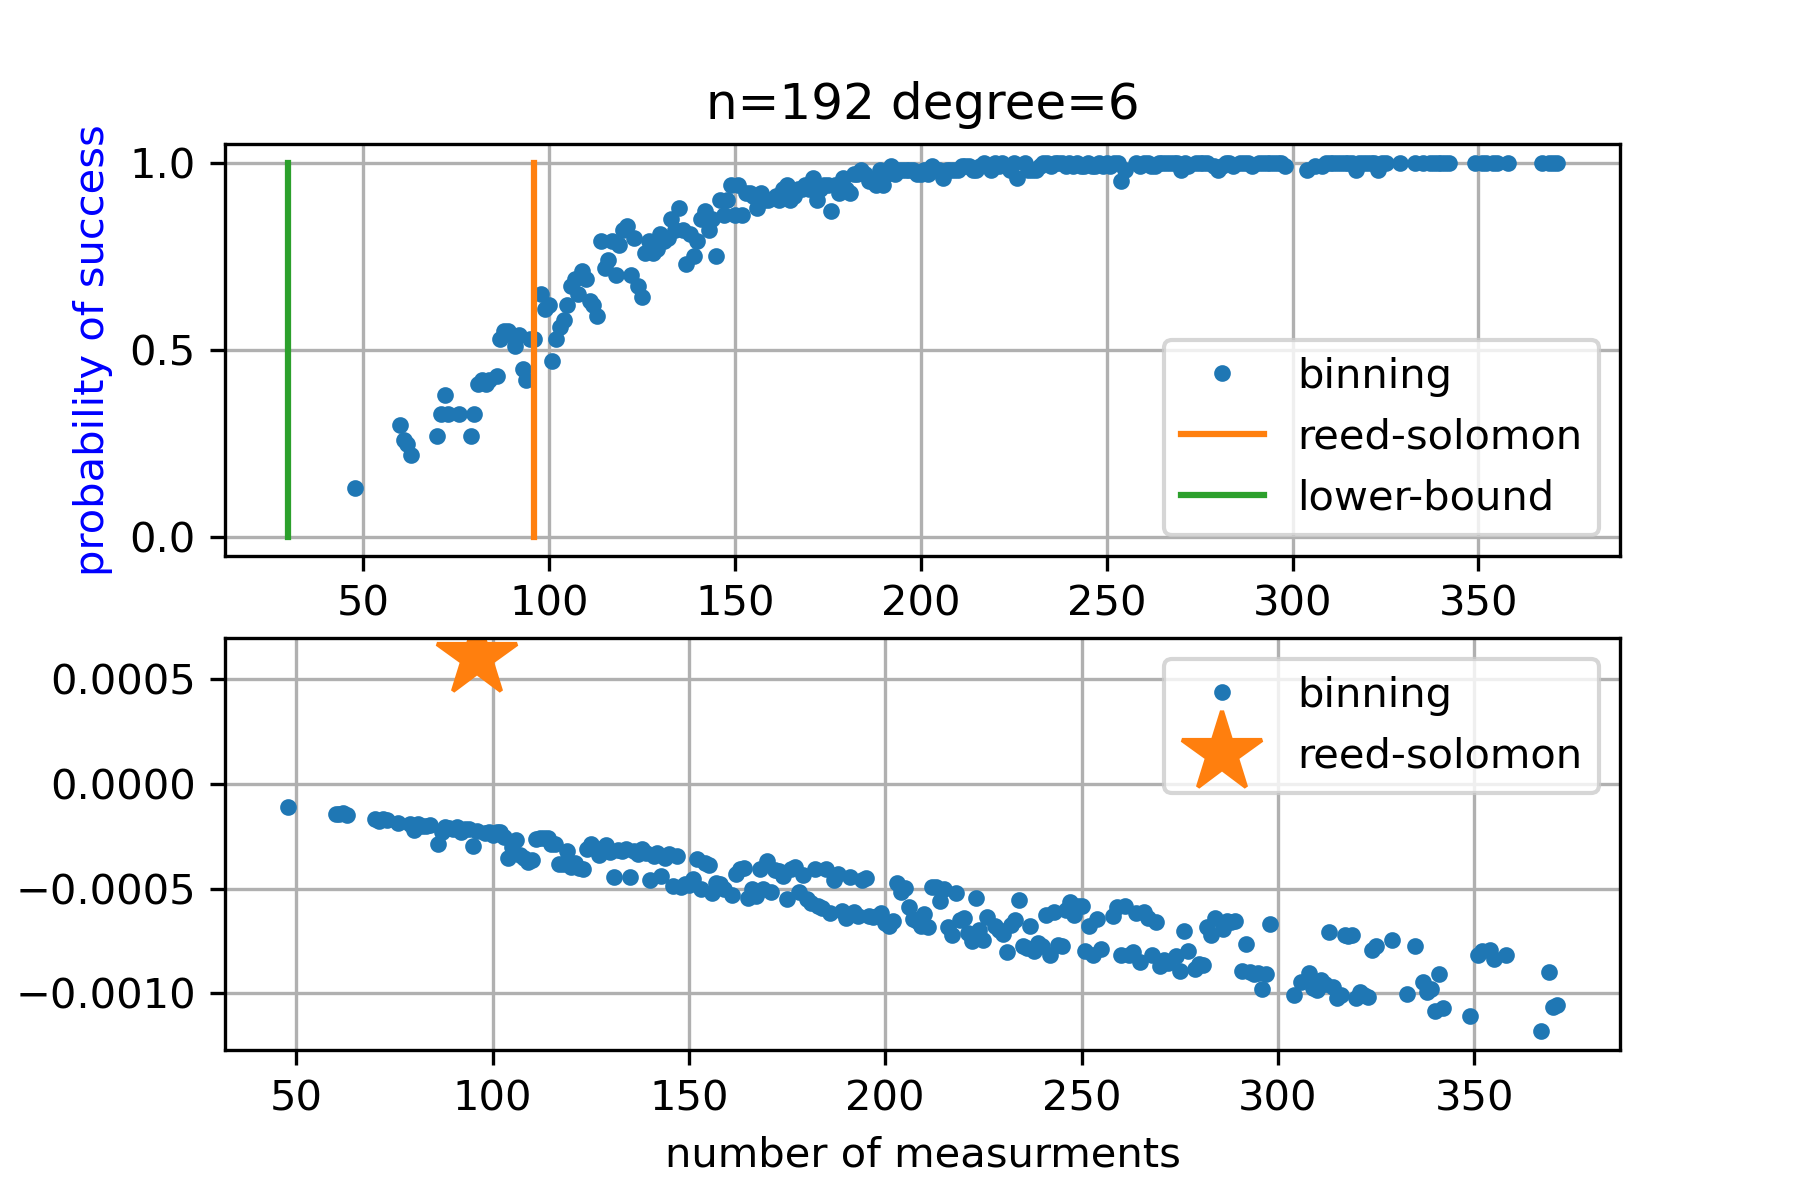 n=192 degree=6
probability of success
1.0
0.5
0.0
binning
reed-solomon
lower-bound
50 100 150 200 250 300 350
0.0005
0.0000
−0.0005
−0.0010
binning
reed-solomon
50 100 150 200 250 300 350
number of measurments